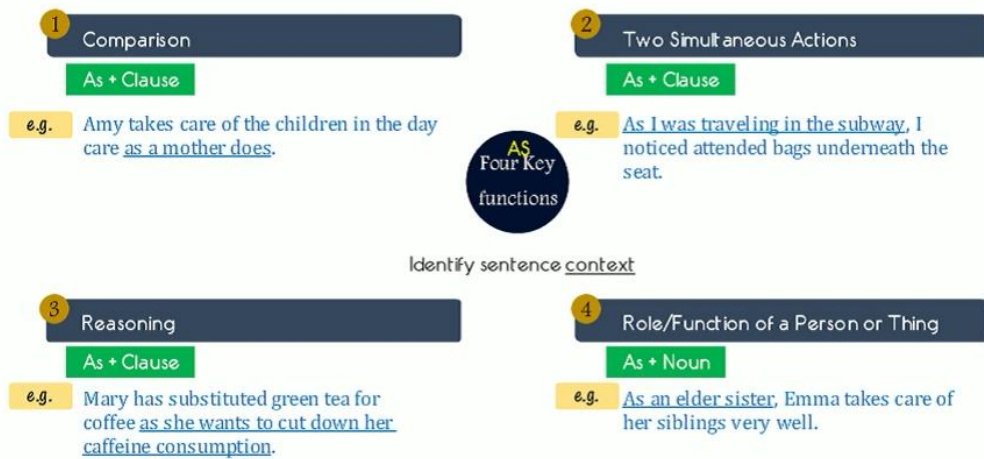 1
Comparison
As + Clause
e.g.
Amy takes care of the children in the day
care as a mother does.
2
Two Simultaneous Actions
As + Clause
e.g.
As I was traveling in the subway, I
noticed attended bags underneath the
seat.
AS
Four Key
functions
Identify sentence context
3
Reasoning
As + Clause
e.g.
Mary has substituted green tea for
coffee as she wants to cut down her
caffeine consumption.
4
Role/Function of a Person or Thing
As + Noun
e.g.
As an elder sister, Emma takes care of
her siblings very well.